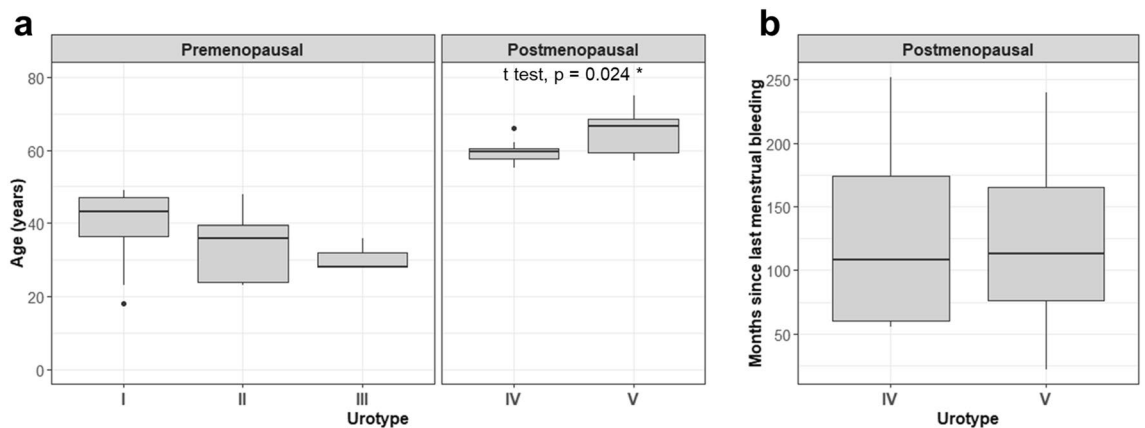 a
Premenopausal
Postmenopausal
t test, p = 0.024 *
Age (years)
80
60
40
20
0
I
II
III
IV
V
Urotype
b
Postmenopausal
Months since last menstrual bleeding
250
200
150
100
50
IV
V
Urotype